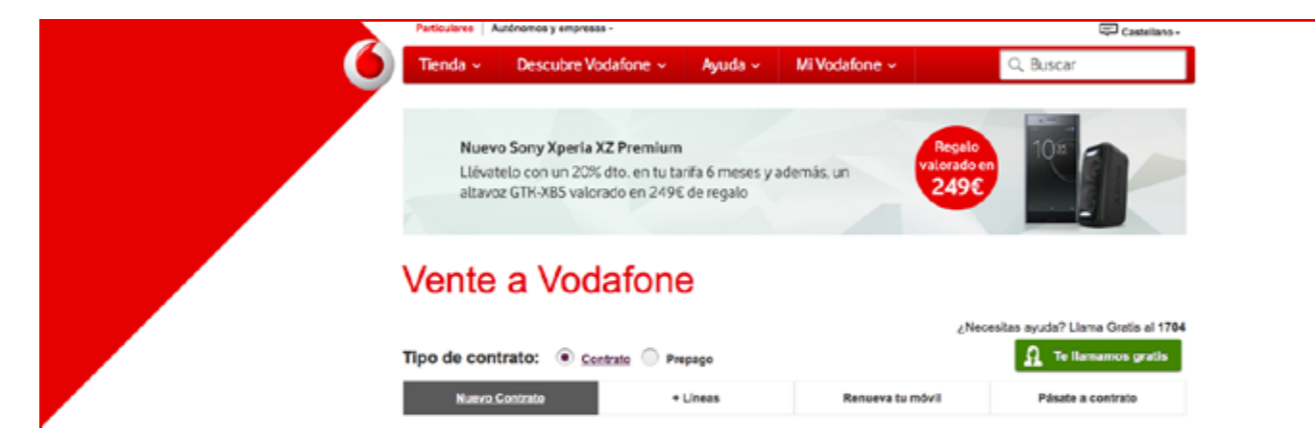 Particulares Autónomos y empresas
Castellano
Tienda Descubre Vodafone Ayuda Mi Vodafone Buscar
Nuevo Sony Xperia XZ Premium
Llévatelo con un 20% dto. en tu tarifa 6 meses y además, un
altavoz GTK-XB5 valorado en 249€ de regalo
Regalo
valorado en
249€
Vente a Vodafone
¿Necesitas ayuda? Llama Gratis al 1704
Tipo de contrato: Contrato Prepago
Te llamamos gratis
Nuevo Contrato + Líneas Renueva tu móvil Pásate a contrato